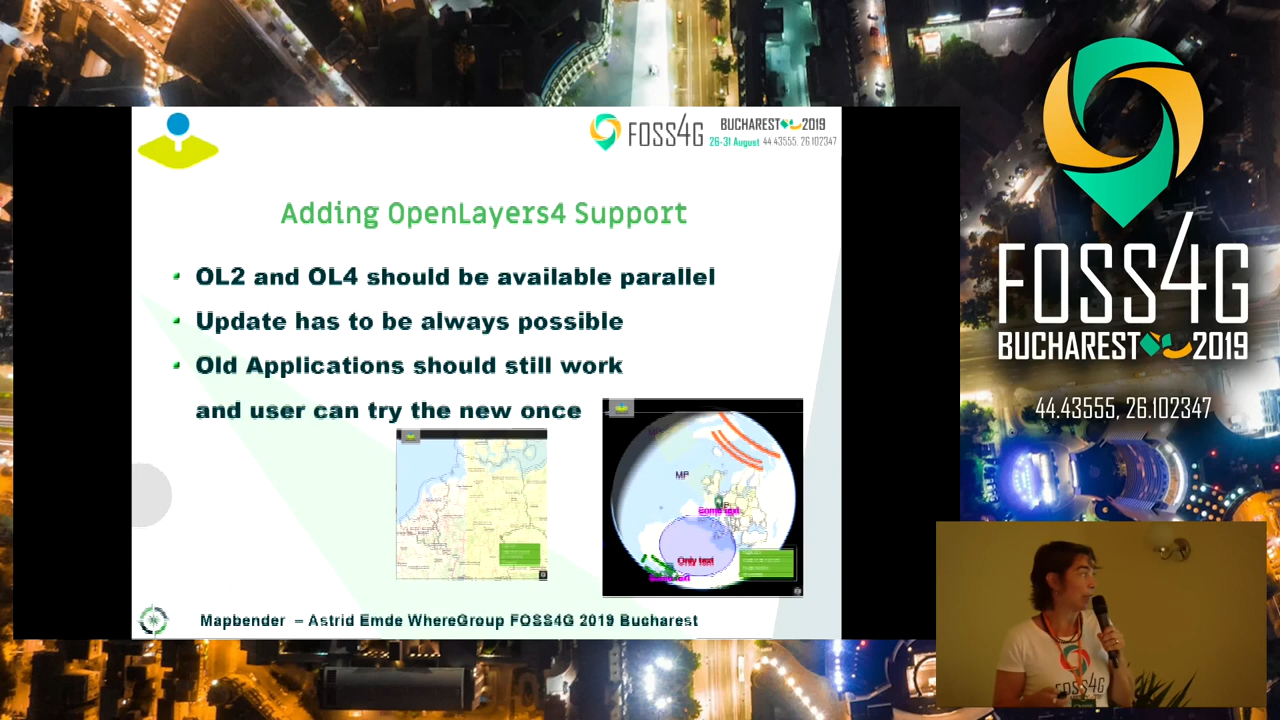 FOSS4G
BUCHAREST 2019
26-31 August 44.43555, 26.102347
Adding OpenLayers4 Support
OL2 and OL4 should be available parallel
Update has to be always possible
Old Applications should still work
and user can try the new once
MP
MP
Some text
Only text
Mapbender – Astrid Emde WhereGroup FOSS4G 2019 Bucharest
FOSS4G
BUCHAREST 2019
44.43555, 26.102347
FOSS4G